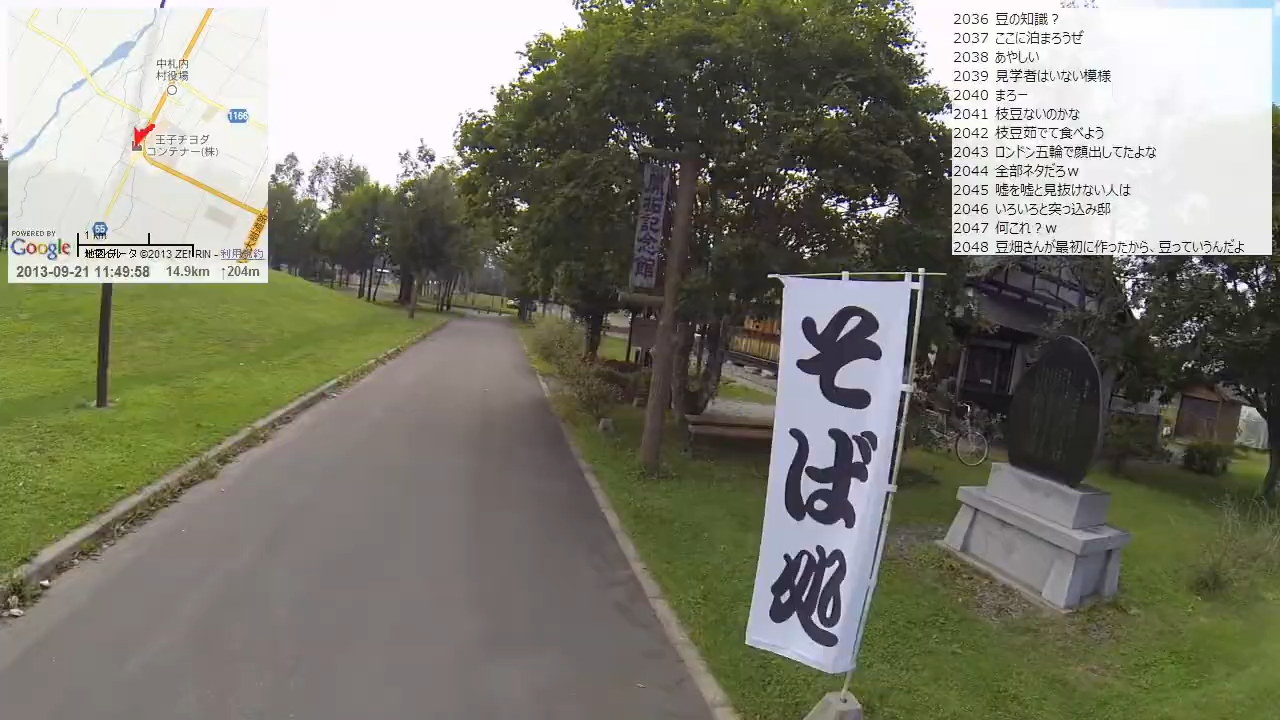 中札内
村役場
1166
王子チヨダ
コンテナー(株)
55
POWERED BY
Google
1 km
地図データ ©2013 ZENRIN - 利用規約
2013-09-21 11:49:58 14.9km ↑204m
2036 豆の知識？
2037 ここに泊まろうぜ
2038 あやしい
2039 見学者はいない模様
2040 まろー
2041 枝豆ないのかな
2042 枝豆茹でて食べよう
2043 ロンドン五輪で顔出してたよな
2044 全部ネタだろｗ
2045 嘘を嘘と見抜けない人は
2046 いろいろと突っ込み邸
2047 何これ？ｗ
2048 豆畑さんが最初に作ったから、豆っていうんだよ
開拓記念館
そば処